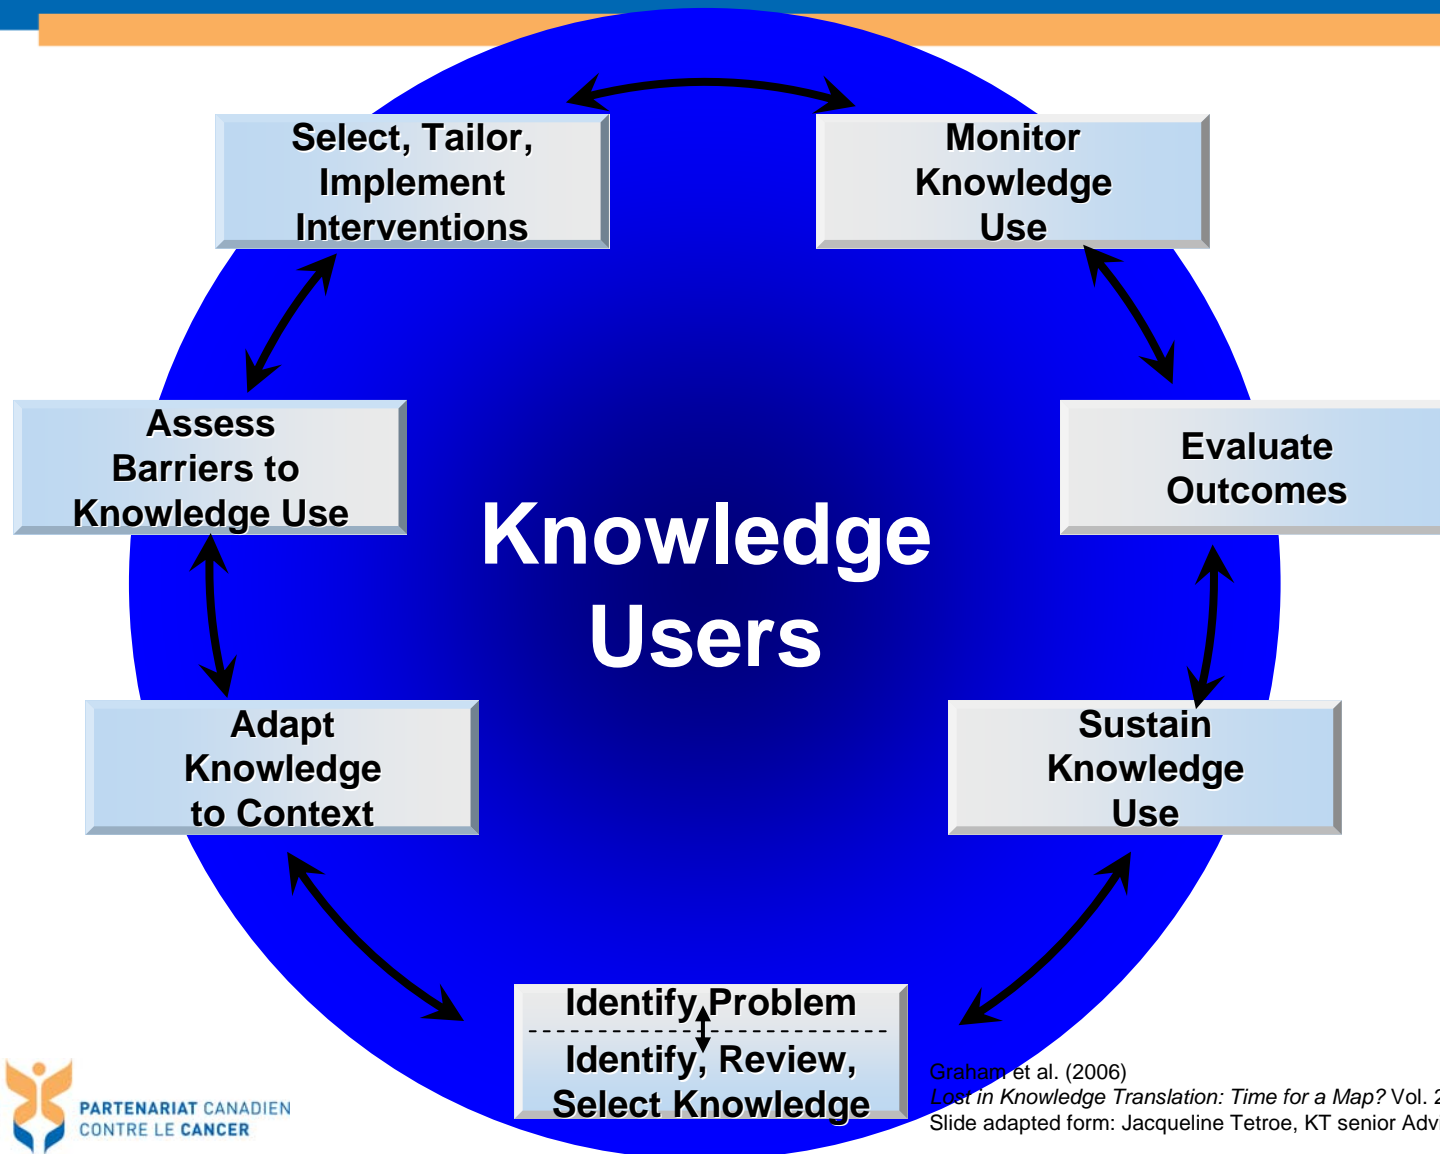 Select, Tailor,
Implement
Interventions
Monitor
Knowledge
Use
Assess
Barriers to
Knowledge Use
Evaluate
Outcomes
Knowledge
Users
Adapt
Knowledge
to Context
Sustain
Knowledge
Use
Identify Problem
Identify, Review,
Select Knowledge
Graham et al. (2006)
Lost in Knowledge Translation: Time for a Map? Vol.
Slide adapted form: Jacqueline Tetroe, KT senior
PARTENARIAT CANADIEN
CONTRE LE CANCER